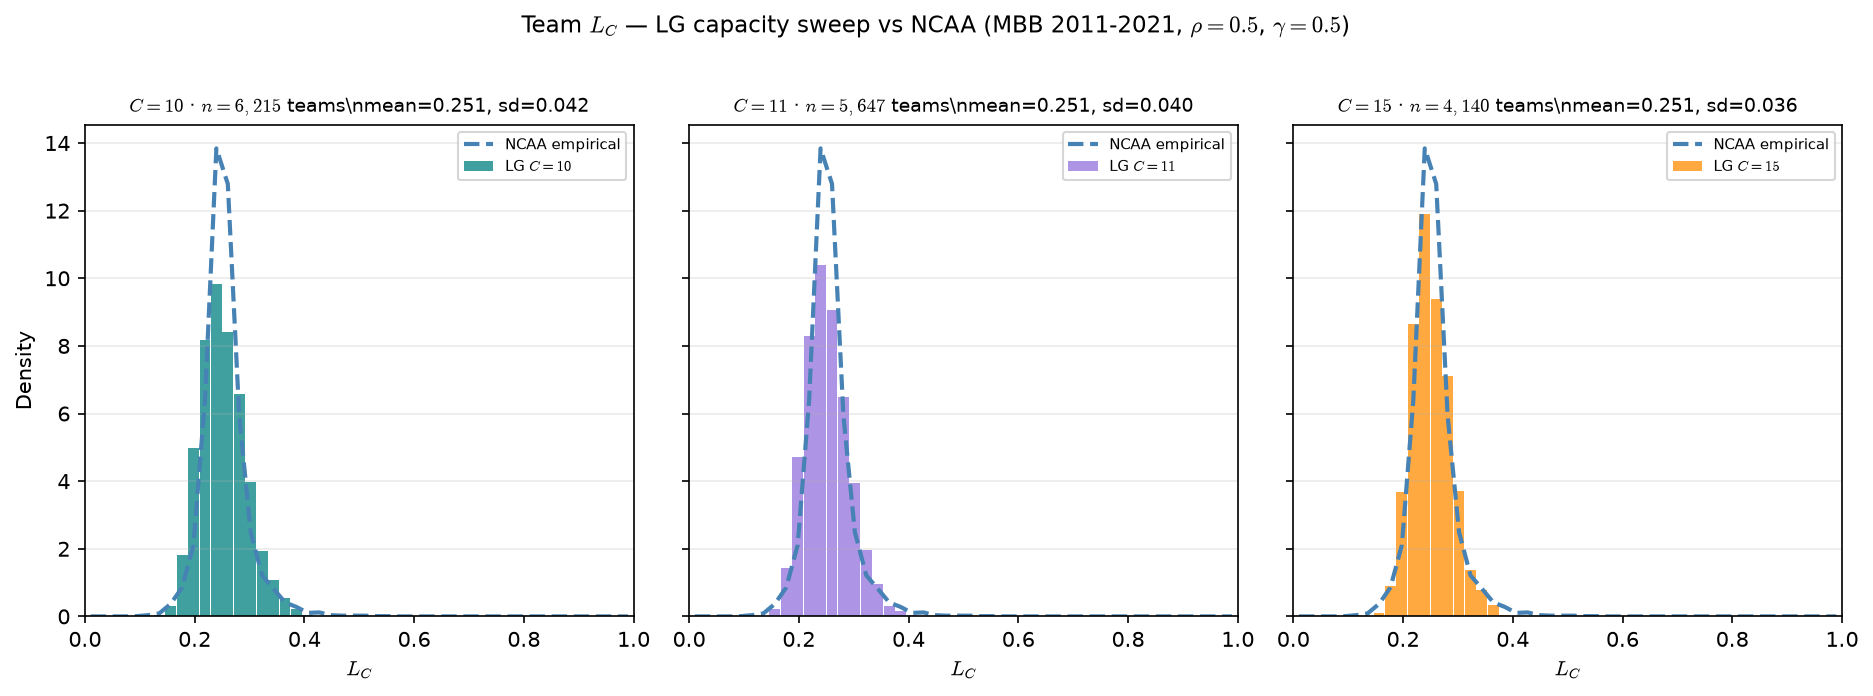 Team L_C — LG capacity sweep vs NCAA (MBB 2011-2021, ρ = 0.5, γ = 0.5)
C = 10 · n = 6, 215 teams\nmean=0.251, sd=0.042
C = 11 · n = 5, 647 teams\nmean=0.251, sd=0.040
C = 15 · n = 4, 140 teams\nmean=0.251, sd=0.036
NCAA empirical
LG C = 10
NCAA empirical
LG C = 11
NCAA empirical
LG C = 15
Density
14
12
10
8
6
4
2
0
0.0 0.2 0.4 0.6 0.8 1.0
0.0 0.2 0.4 0.6 0.8 1.0
0.0 0.2 0.4 0.6 0.8 1.0
L_C
L_C
L_C